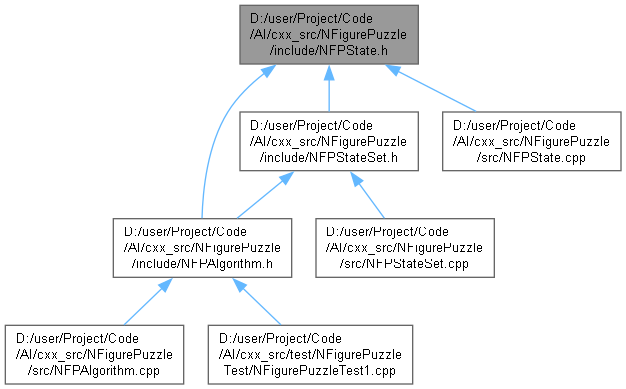 D:/user/Project/Code
/AI/cxx_src/NFigurePuzzle
/include/NFPState.h
D:/user/Project/Code
/AI/cxx_src/NFigurePuzzle
/include/NFPStateSet.h
D:/user/Project/Code
/AI/cxx_src/NFigurePuzzle
/src/NFPState.cpp
D:/user/Project/Code
/AI/cxx_src/NFigurePuzzle
/include/NFPAlgorithm.h
D:/user/Project/Code
/AI/cxx_src/NFigurePuzzle
/src/NFPStateSet.cpp
D:/user/Project/Code
/AI/cxx_src/NFigurePuzzle
/src/NFPAlgorithm.cpp
D:/user/Project/Code
/AI/cxx_src/test/NFigurePuzzle
Test/NFigurePuzzleTest1.cpp